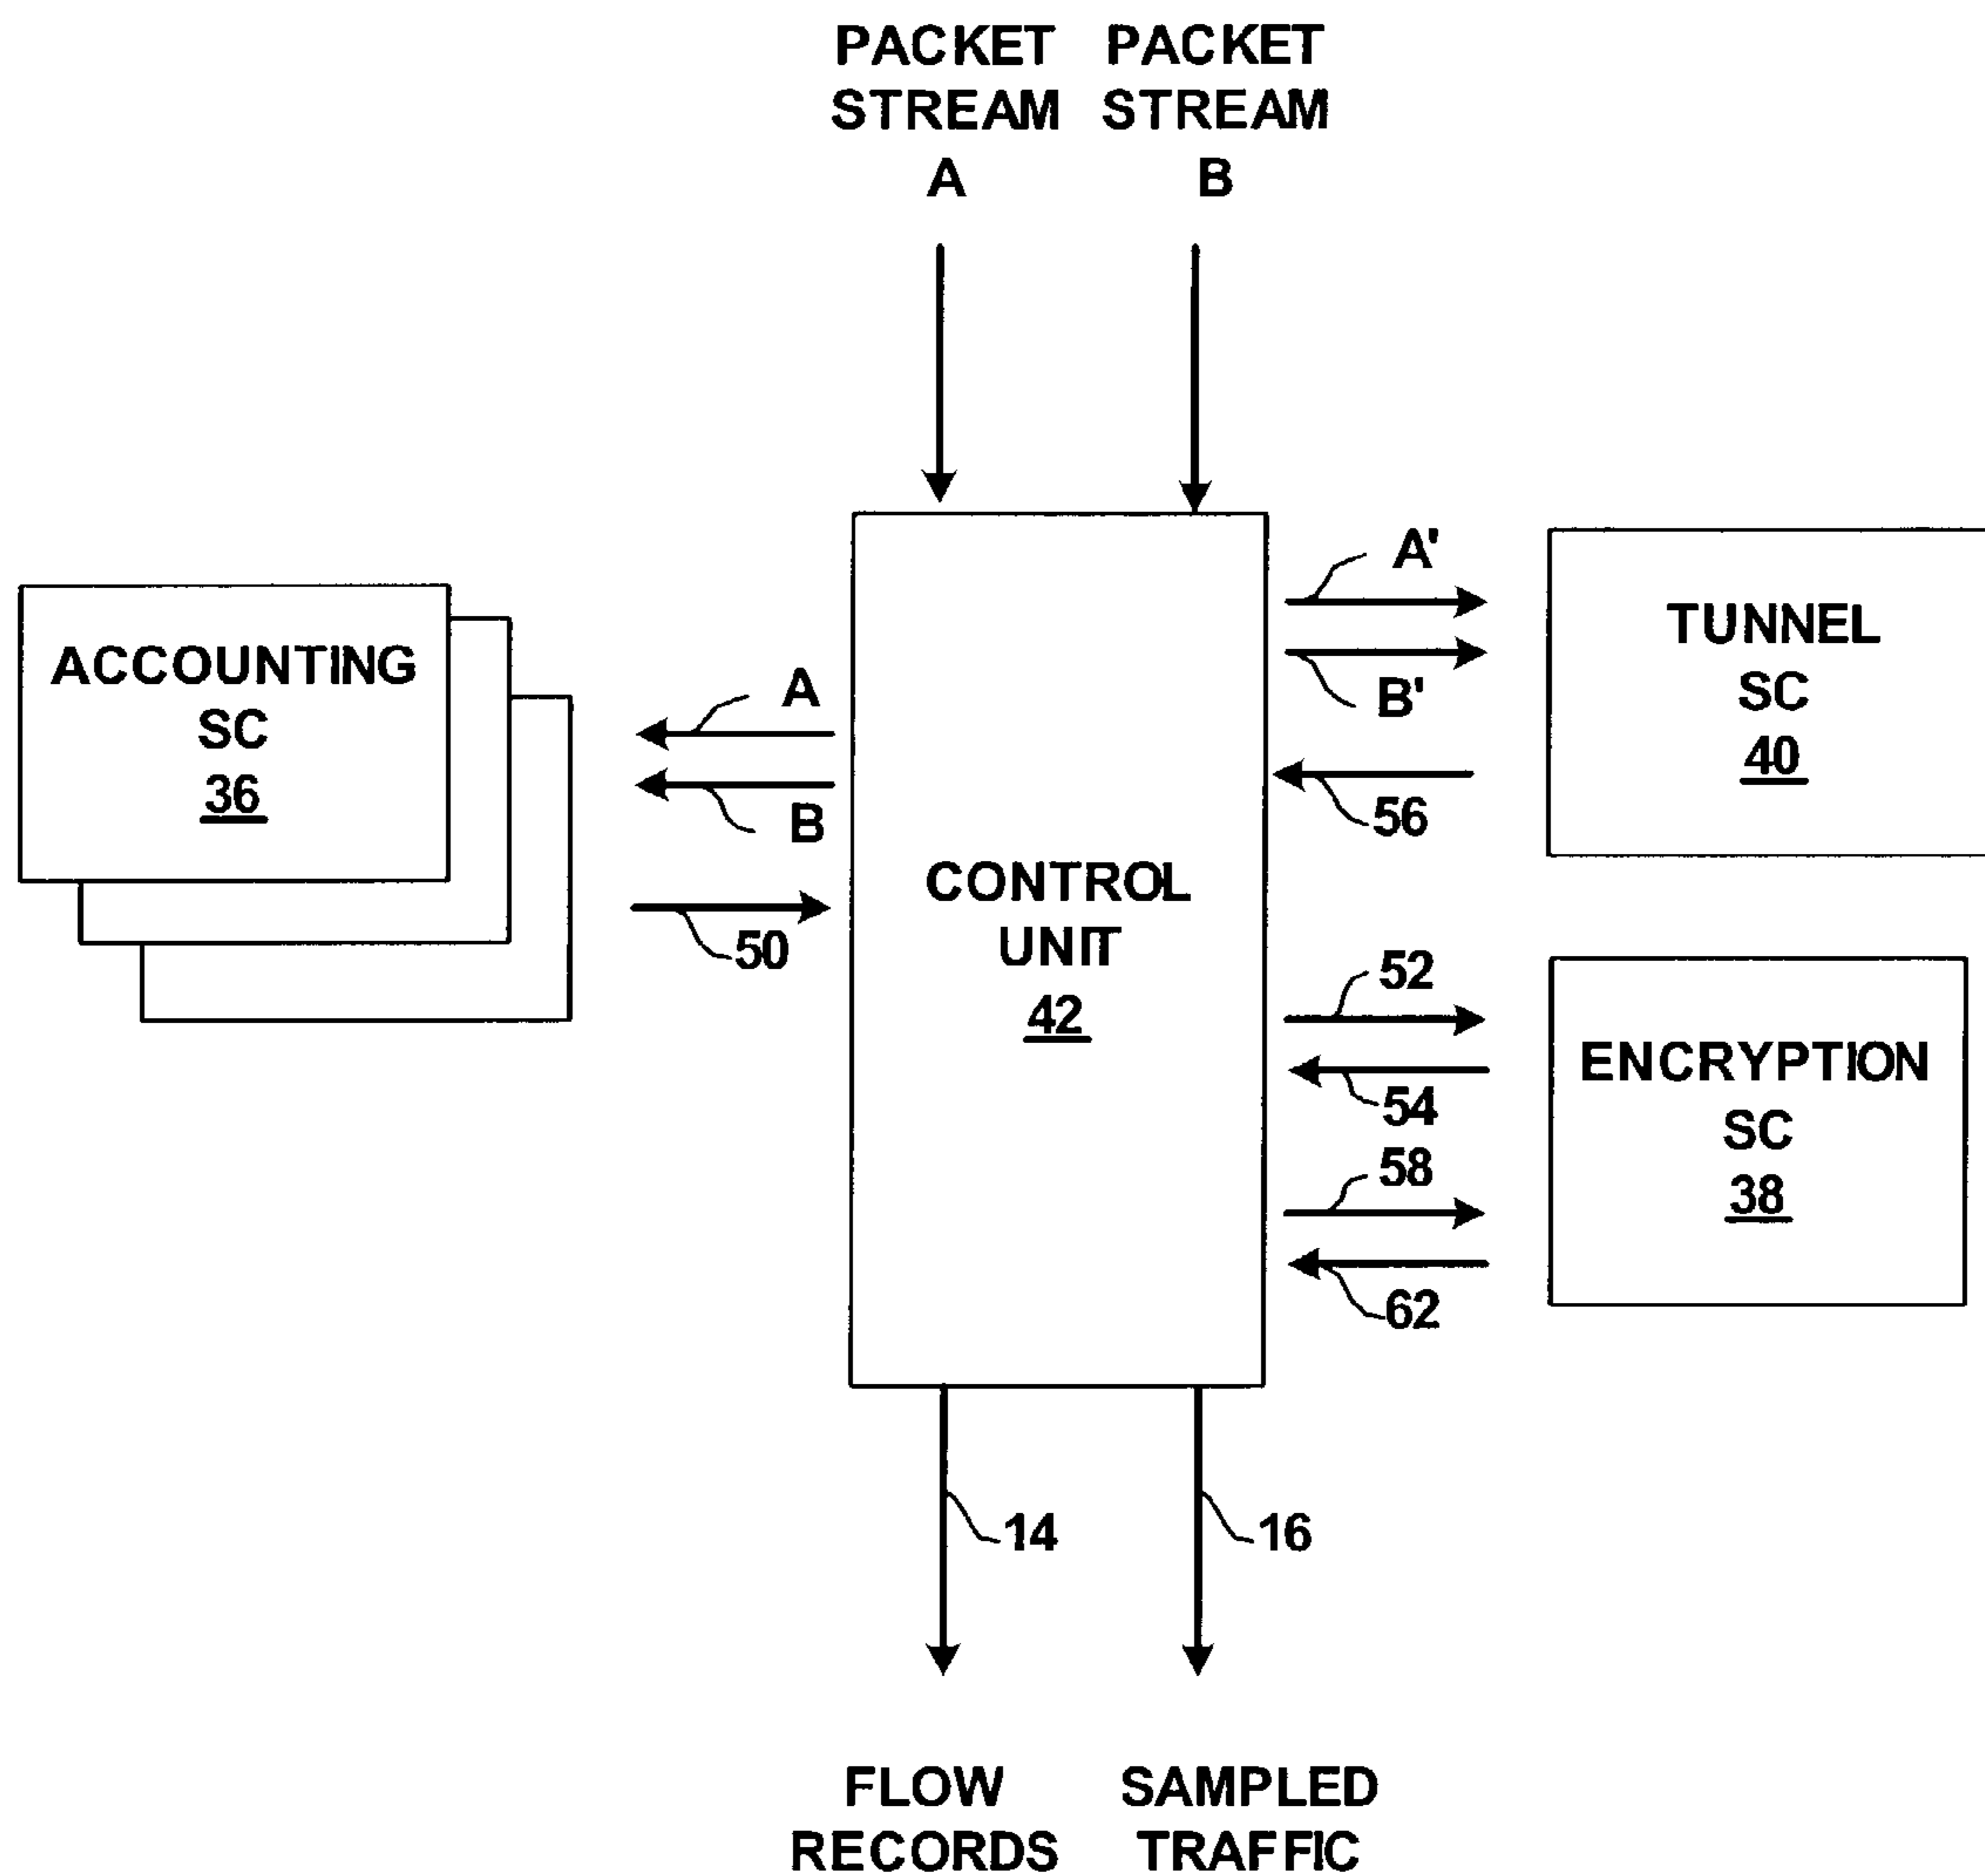 PACKET STREAM A
PACKET STREAM B
ACCOUNTING
SC
36
A
B
50
CONTROL
UNIT
42
A'
B'
56
TUNNEL
SC
40
52
54
58
62
ENCRYPTION
SC
38
14
16
FLOW RECORDS
SAMPLED TRAFFIC